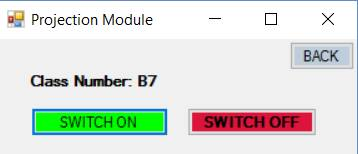 Projection Module
BACK
Class Number: B7
SWITCH ON
SWITCH OFF